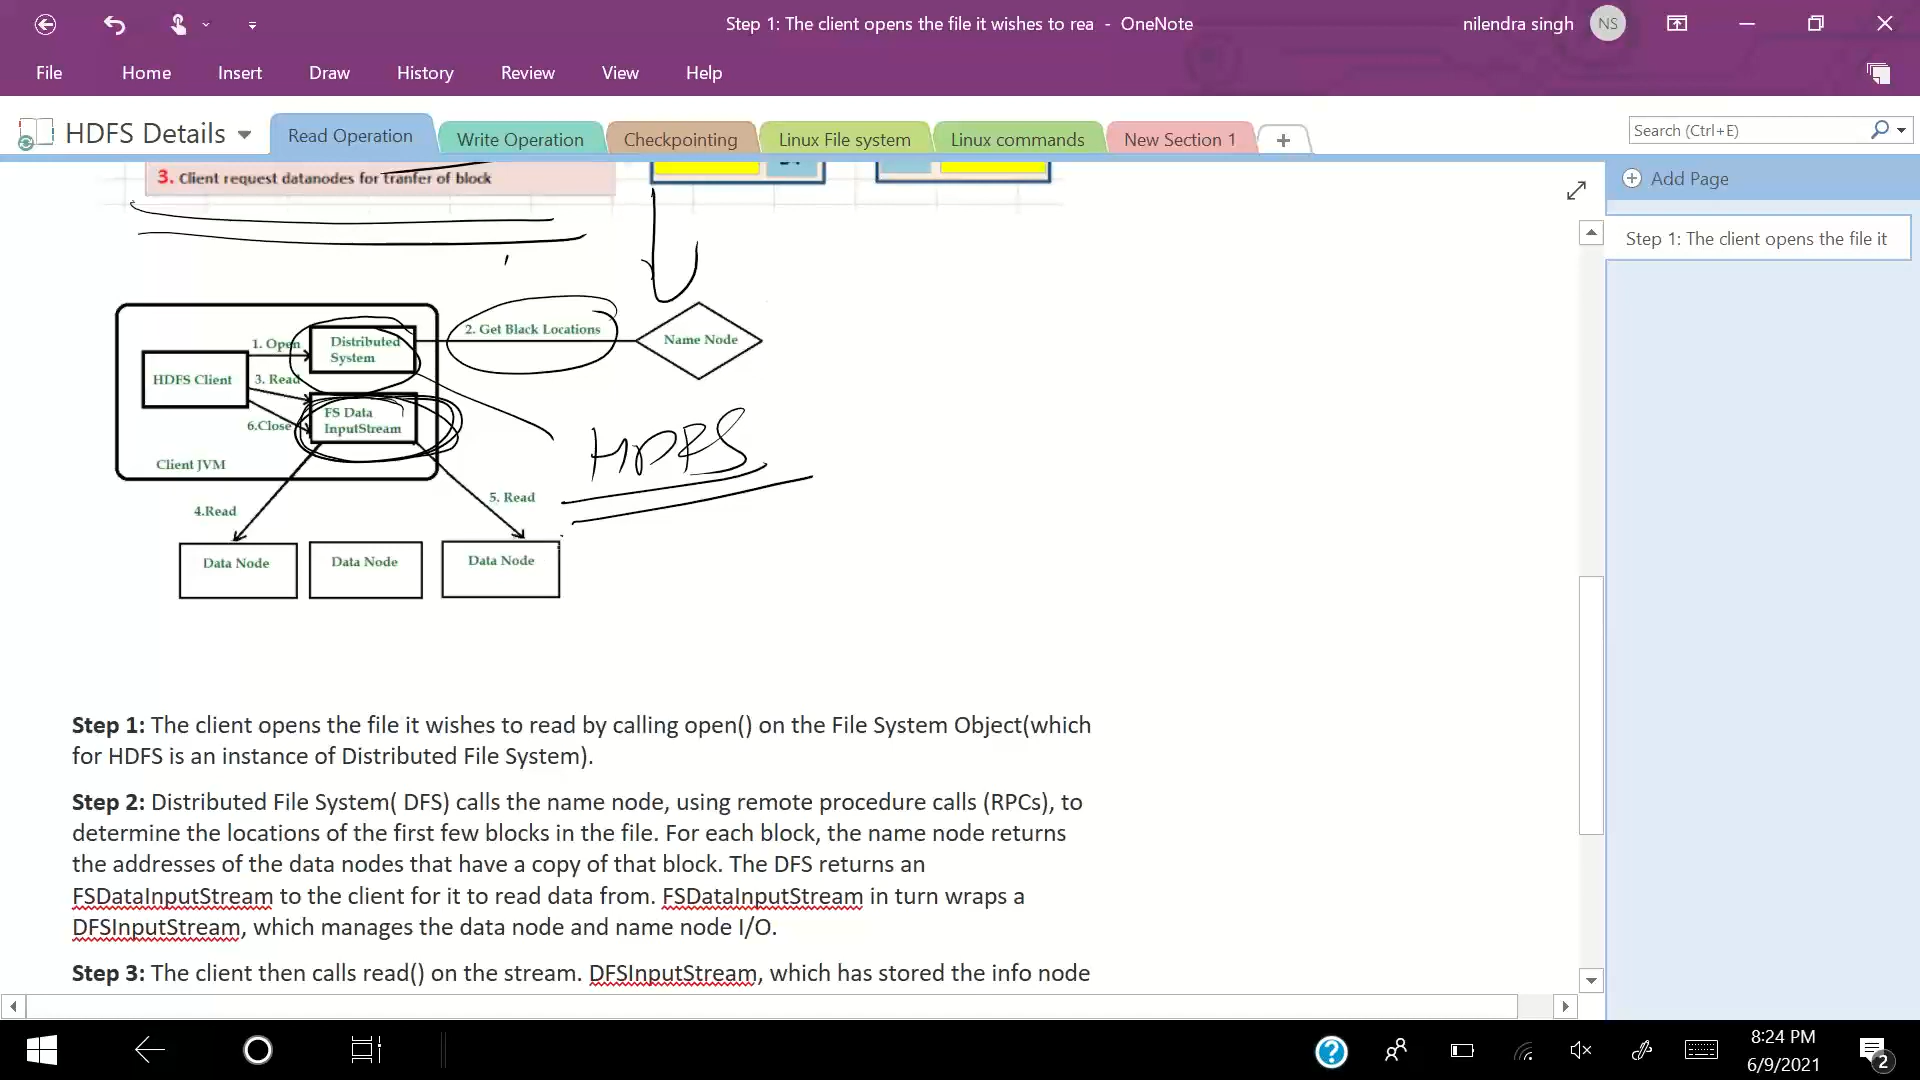 Step 1: The client opens the file it wishes to rea - OneNote
nilendra singh
NS
File Home Insert Draw History Review View Help
HDFS Details
Read Operation
Write Operation
Checkpointing
Linux File system
Linux commands
New Section 1
+
Search (Ctrl+E)
Add Page
Step 1: The client opens the file it
3. Client request datanodes for tranfer of block
1. Open
Distributed
System
2. Get Black Locations
Name Node
HDFS Client
3. Read
FS Data
InputStream
6.Close
Client JVM
HDFS
4.Read
5. Read
Data Node
Data Node
Data Node
Step 1: The client opens the file it wishes to read by calling open() on the File System Object(which
for HDFS is an instance of Distributed File System).
Step 2: Distributed File System( DFS) calls the name node, using remote procedure calls (RPCs), to
determine the locations of the first few blocks in the file. For each block, the name node returns
the addresses of the data nodes that have a copy of that block. The DFS returns an
FSDataInputStream to the client for it to read data from. FSDataInputStream in turn wraps a
DFSInputStream, which manages the data node and name node I/O.
Step 3: The client then calls read() on the stream. DFSInputStream, which has stored the info node
8:24 PM
6/9/2021
2